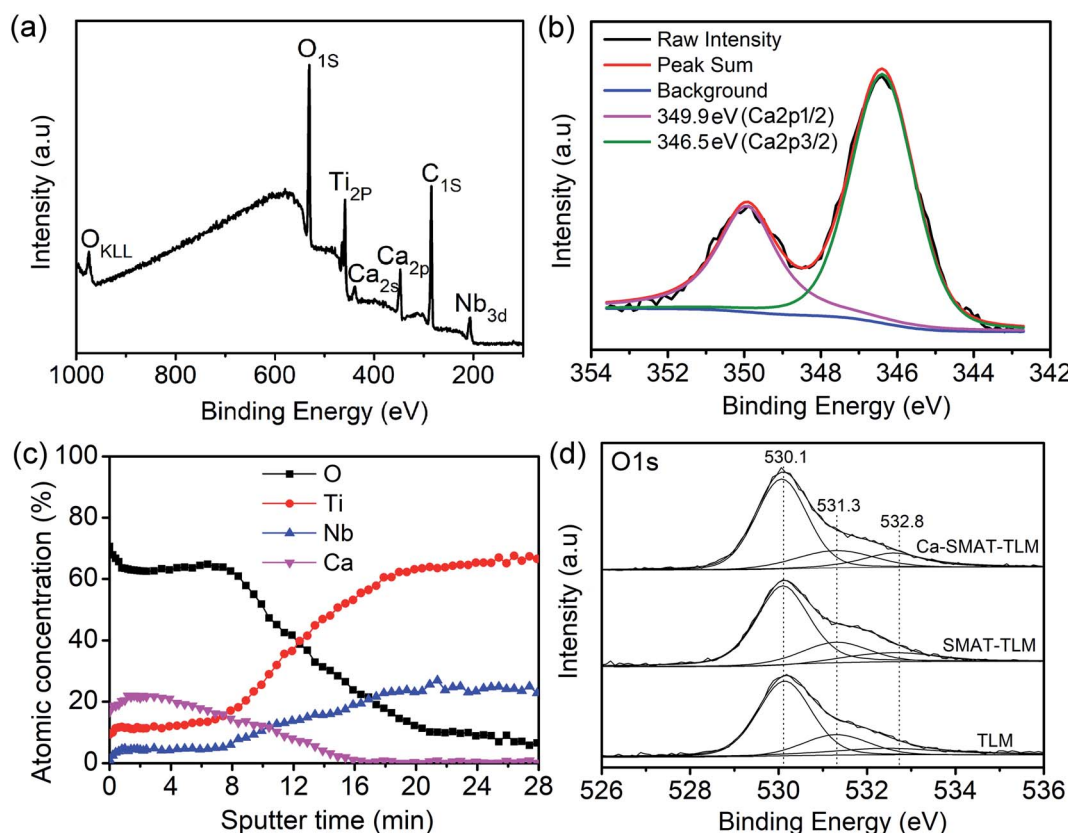 (a)
O1S
Ti2P
C1S
OKLL
Ca2s
Ca2p
Nb3d
Intensity (a.u)
1000 800 600 400 200
Binding Energy (eV)
(b)
Raw Intensity
Peak Sum
Background
349.9 eV (Ca2p1/2)
346.5 eV (Ca2p3/2)
Intensity (a.u)
354 352 350 348 346 344 342
Binding Energy (eV)
(c)
100
80
60
40
20
0
O
Ti
Nb
Ca
Atomic concentration (%)
0 4 8 12 16 20 24 28
Sputter time (min)
(d)
O1s
530.1
531.3
532.8
Ca-SMAT-TLM
SMAT-TLM
TLM
Intensity (a.u)
526 528 530 532 534 536
Binding Energy (eV)